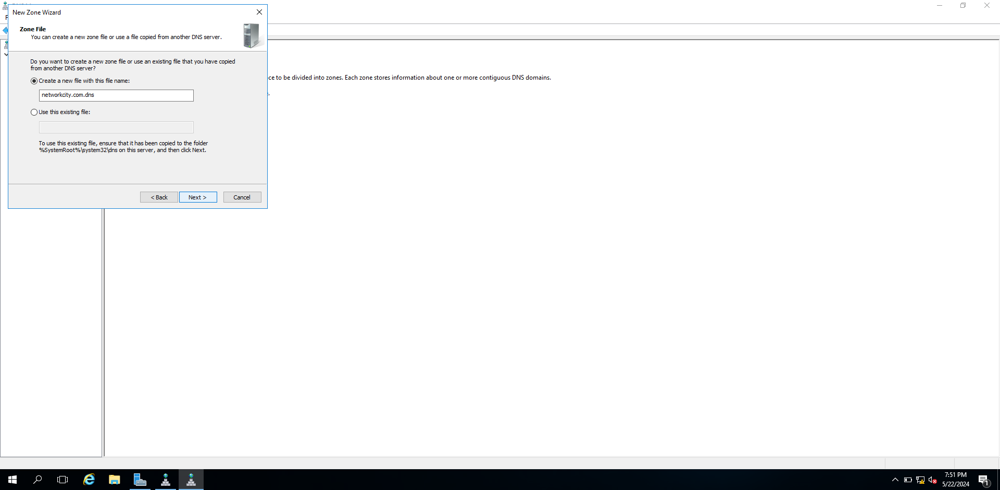 New Zone Wizard
Zone File
You can create a new zone file or use a file copied from another DNS server.
Do you want to create a new zone file or use an existing file that you have copied
from another DNS server?
Create a new file with this file name:
networkcity.com.dns
Use this existing file:
To use this existing file, ensure that it has been copied to the folder
%SystemRoot%\system32\dns on this server, and then click Next.
< Back
Next >
Cancel
to be divided into zones. Each zone stores information about one or more contiguous DNS domains.
7:51 PM
5/22/2024
1